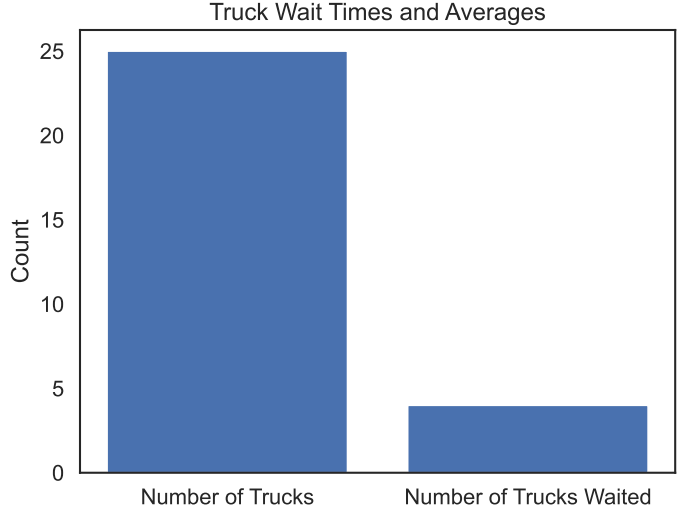 Truck Wait Times and Averages
Count
25
20
15
10
5
0
Number of Trucks
Number of Trucks Waited